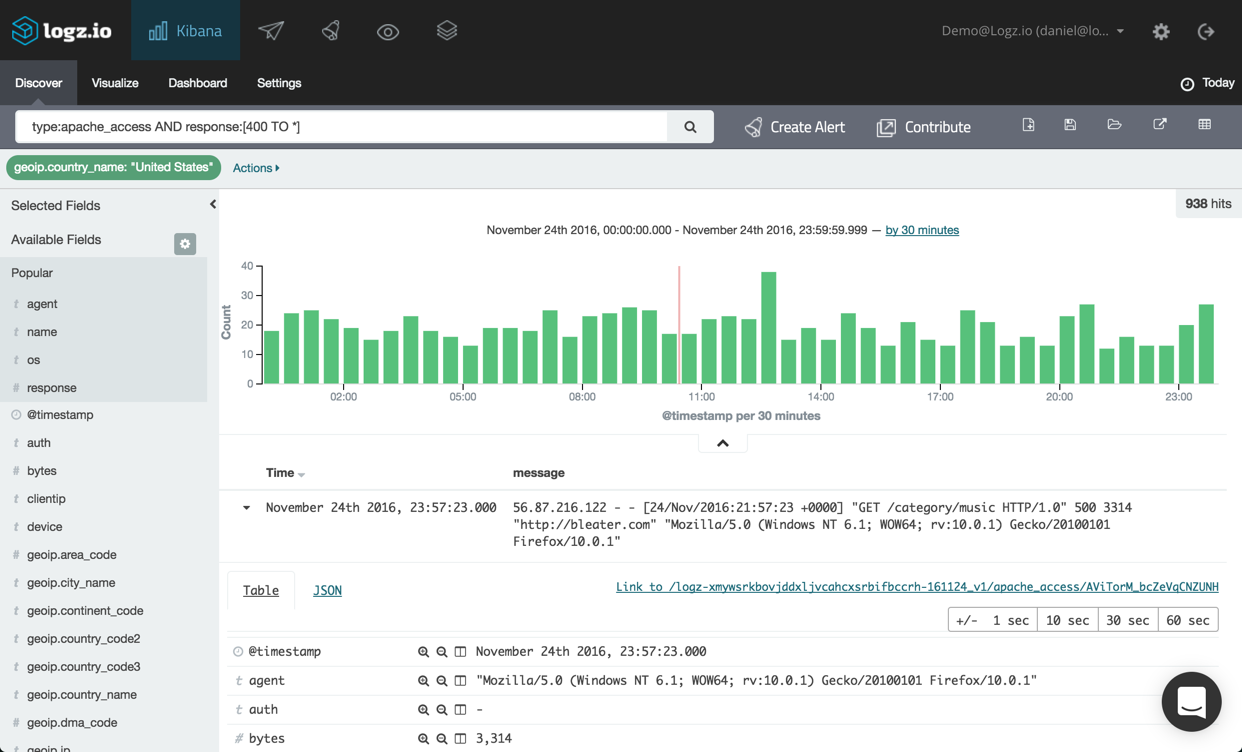 logz.io
Kibana
Demo@Logz.io (daniel@lo...
Discover
Visualize
Dashboard
Settings
Today
type:apache_access AND response:[400 TO *]
Create Alert
Contribute
geoip.country_name: "United States"
Actions
Selected Fields
Available Fields
Popular
t agent
t name
t os
# response
@timestamp
t auth
# bytes
t clientip
t device
# geoip.area_code
t geoip.city_name
t geoip.continent_code
t geoip.country_code2
t geoip.country_code3
t geoip.country_name
# geoip.dma_code
t geoip.ip
938 hits
November 24th 2016, 00:00:00.000 - November 24th 2016, 23:59:59.999 — by 30 minutes
Count
40
30
20
10
0
02:00 05:00 08:00 11:00 14:00 17:00 20:00 23:00
@timestamp per 30 minutes
Time message
November 24th 2016, 23:57:23.000 56.87.216.122 - - [24/Nov/2016:21:57:23 +0000] "GET /category/music HTTP/1.0" 500 3314
"http://bleater.com" "Mozilla/5.0 (Windows NT 6.1; WOW64; rv:10.0.1) Gecko/20100101
Firefox/10.0.1"
Table JSON
Link to /logz-xmywsrkbovjddxljvcahcxsrbifbccrh-161124_v1/apache_access/AViTorM_bcZeVqCNZUNH
+/- 1 sec 10 sec 30 sec 60 sec
@timestamp November 24th 2016, 23:57:23.000
t agent "Mozilla/5.0 (Windows NT 6.1; WOW64; rv:10.0.1) Gecko/20100101 Firefox/10.0.1"
t auth -
# bytes 3,314